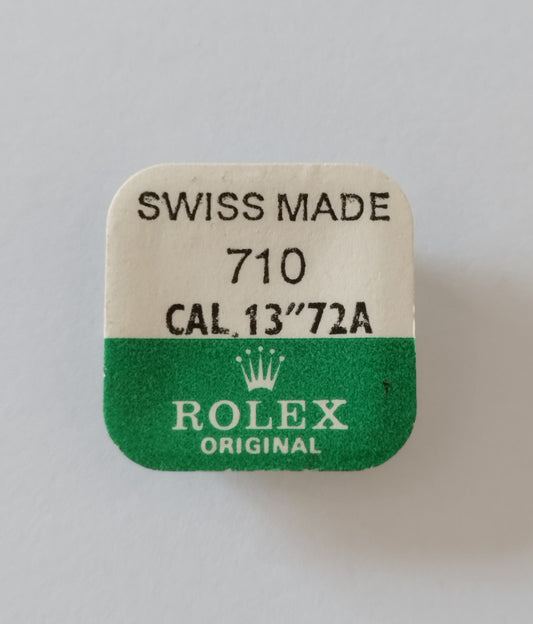 SWISS MADE
710
CAL. 13″72A
ROLEX
ORIGINAL